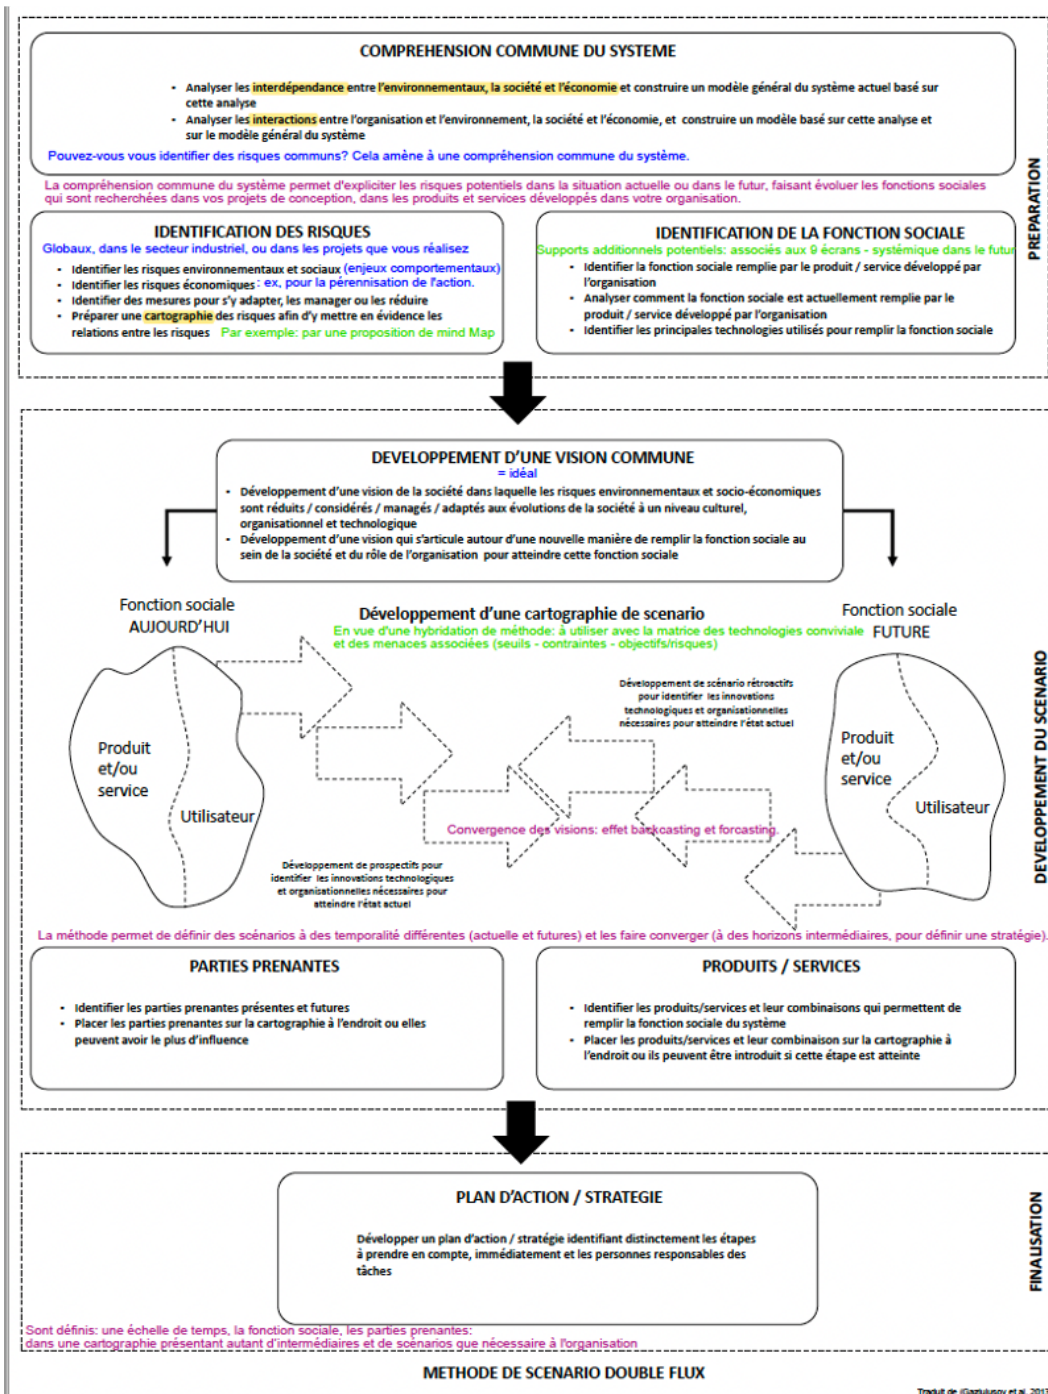 COMPREHENSION COMMUNE DU SYSTEME
• Analyser les interdépendance entre l'environnementaux, la société et l'économie et construire un modèle général du système actuel basé sur
cette analyse
• Analyser les interactions entre l'organisation et l'environnement, la société et l'économie, et construire un modèle basé sur cette analyse et
sur le modèle général du système
Pouvez-vous vous identifier des risques communs? Cela amène à une compréhension commune du système.
La compréhension commune du système permet d'expliciter les risques potentiels dans la situation actuelle ou dans le futur, faisant évoluer les fonctions sociales
qui sont recherchées dans vos projets de conception, dans les produits et services développés dans votre organisation.
PREPARATION
IDENTIFICATION DES RISQUES
Globaux, dans le secteur industriel, ou dans les projets que vous réalisez
• Identifier les risques environnementaux et sociaux (enjeux comportementaux)
• Identifier les risques économiques : ex, pour la pérennisation de l'action.
• Identifier des mesures pour s'y adapter, les manager ou les réduire
• Préparer une cartographie des risques afin d'y mettre en évidence les
relations entre les risques Par exemple: par une proposition de mind Map
IDENTIFICATION DE LA FONCTION SOCIALE
Supports additionnels potentiels: associés aux 9 écrans - systémique dans le futur
• Identifier la fonction sociale remplie par le produit / service développé par
l'organisation
• Analyser comment la fonction sociale est actuellement remplie par le
produit / service développé par l'organisation
• Identifier les principales technologies utilisés pour remplir la fonction sociale
DEVELOPPEMENT D'UNE VISION COMMUNE
= idéal
• Développement d'une vision de la société dans laquelle les risques environnementaux et socio-économiques
sont réduits / considérés / managés / adaptés aux évolutions de la société à un niveau culturel,
organisationnel et technologique
• Développement d'une vision qui s'articule autour d'une nouvelle manière de remplir la fonction sociale au
sein de la société et du rôle de l'organisation pour atteindre cette fonction sociale
Fonction sociale
AUJOURD'HUI
Développement d'une cartographie de scenario
En vue d'une hybridation de méthode: à utiliser avec la matrice des technologies conviviale
et des menaces associées (seuils - contraintes - objectifs/risques)
Fonction sociale
FUTURE
Développement de scénario rétroactifs
pour identifier les innovations
technologiques et organisationnelles
nécessaires pour atteindre l'état actuel
Produit
et/ou
service
Utilisateur
Produit
et/ou
service
Utilisateur
Convergence des visions: effet backcasting et forcasting.
Développement de prospectifs pour
identifier les innovations technologiques
et organisationnelles nécessaires pour
atteindre l'état actuel
DEVELOPPEMENT DU SCENARIO
La méthode permet de définir des scénarios à des temporalité différentes (actuelle et futures) et les faire converger (à des horizons intermédiaires, pour définir une stratégie).
PARTIES PRENANTES
• Identifier les parties prenantes présentes et futures
• Placer les parties prenantes sur la cartographie à l'endroit ou elles
peuvent avoir le plus d'influence
PRODUITS / SERVICES
• Identifier les produits/services et leur combinaisons qui permettent de
remplir la fonction sociale du système
• Placer les produits/services et leur combinaison sur la cartographie à
l'endroit ou ils peuvent être introduit si cette étape est atteinte
PLAN D'ACTION / STRATEGIE
Développer un plan d'action / stratégie identifiant distinctement les étapes
à prendre en compte, immédiatement et les personnes responsables des
tâches
FINALISATION
Sont définis: une échelle de temps, la fonction sociale, les parties prenantes:
dans une cartographie présentant autant d'intermédiaires et de scénarios que nécessaire à l'organisation
METHODE DE SCENARIO DOUBLE FLUX
Traduit de (Gaziulusoy et al, 2013